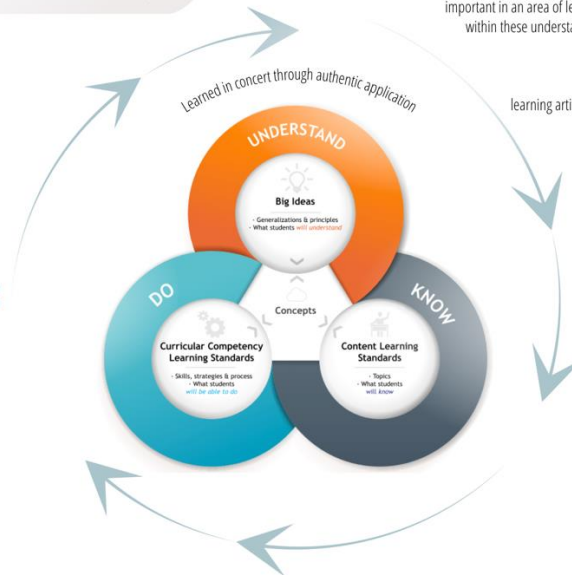 important in an area of le
within these understa
learning arti
Learned in concert through authentic application
UNDERSTAND
Big Ideas
- Generalizations & principles
- What students will understand
Concepts
DO
Curricular Competency
Learning Standards
- Skills, strategies & process
- What students
will be able to do
KNOW
Content Learning
Standards
- Topics
- What students
will know